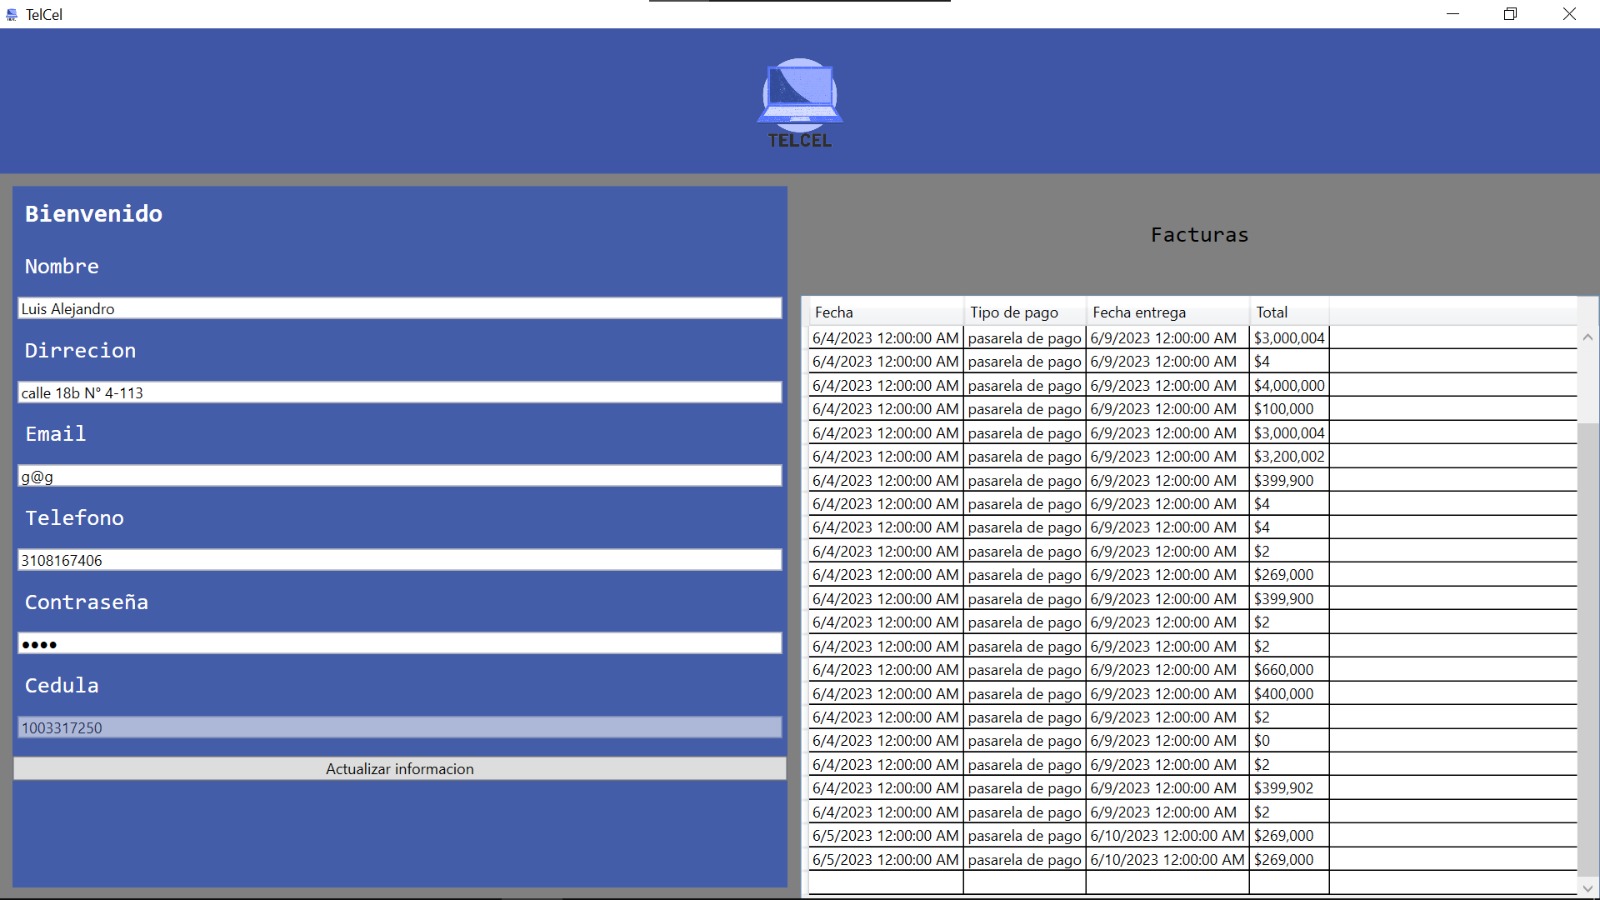 TelCel
TELCEL
Bienvenido
Nombre
Luis Alejandro
Dirrecion
calle 18b N° 4-113
Email
g@g
Telefono
3108167406
Contraseña
••••
Cedula
1003317250
Actualizar informacion
Facturas
Fecha Tipo de pago Fecha entrega Total
6/4/2023 12:00:00 AM pasarela de pago 6/9/2023 12:00:00 AM $3,000,004
6/4/2023 12:00:00 AM pasarela de pago 6/9/2023 12:00:00 AM $4
6/4/2023 12:00:00 AM pasarela de pago 6/9/2023 12:00:00 AM $4,000,000
6/4/2023 12:00:00 AM pasarela de pago 6/9/2023 12:00:00 AM $100,000
6/4/2023 12:00:00 AM pasarela de pago 6/9/2023 12:00:00 AM $3,000,004
6/4/2023 12:00:00 AM pasarela de pago 6/9/2023 12:00:00 AM $3,200,002
6/4/2023 12:00:00 AM pasarela de pago 6/9/2023 12:00:00 AM $399,900
6/4/2023 12:00:00 AM pasarela de pago 6/9/2023 12:00:00 AM $4
6/4/2023 12:00:00 AM pasarela de pago 6/9/2023 12:00:00 AM $4
6/4/2023 12:00:00 AM pasarela de pago 6/9/2023 12:00:00 AM $2
6/4/2023 12:00:00 AM pasarela de pago 6/9/2023 12:00:00 AM $269,000
6/4/2023 12:00:00 AM pasarela de pago 6/9/2023 12:00:00 AM $399,900
6/4/2023 12:00:00 AM pasarela de pago 6/9/2023 12:00:00 AM $2
6/4/2023 12:00:00 AM pasarela de pago 6/9/2023 12:00:00 AM $2
6/4/2023 12:00:00 AM pasarela de pago 6/9/2023 12:00:00 AM $660,000
6/4/2023 12:00:00 AM pasarela de pago 6/9/2023 12:00:00 AM $400,000
6/4/2023 12:00:00 AM pasarela de pago 6/9/2023 12:00:00 AM $2
6/4/2023 12:00:00 AM pasarela de pago 6/9/2023 12:00:00 AM $0
6/4/2023 12:00:00 AM pasarela de pago 6/9/2023 12:00:00 AM $2
6/4/2023 12:00:00 AM pasarela de pago 6/9/2023 12:00:00 AM $399,902
6/4/2023 12:00:00 AM pasarela de pago 6/9/2023 12:00:00 AM $2
6/5/2023 12:00:00 AM pasarela de pago 6/10/2023 12:00:00 AM $269,000
6/5/2023 12:00:00 AM pasarela de pago 6/10/2023 12:00:00 AM $269,000